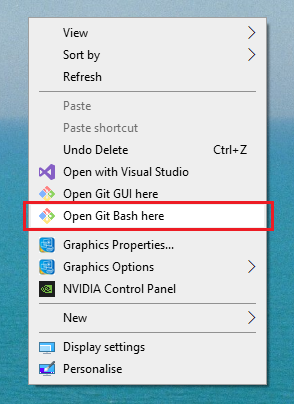 View
Sort by
Refresh
Paste
Paste shortcut
Undo Delete Ctrl+Z
Open with Visual Studio
Open Git GUI here
Open Git Bash here
Graphics Properties...
Graphics Options
NVIDIA Control Panel
New
Display settings
Personalise